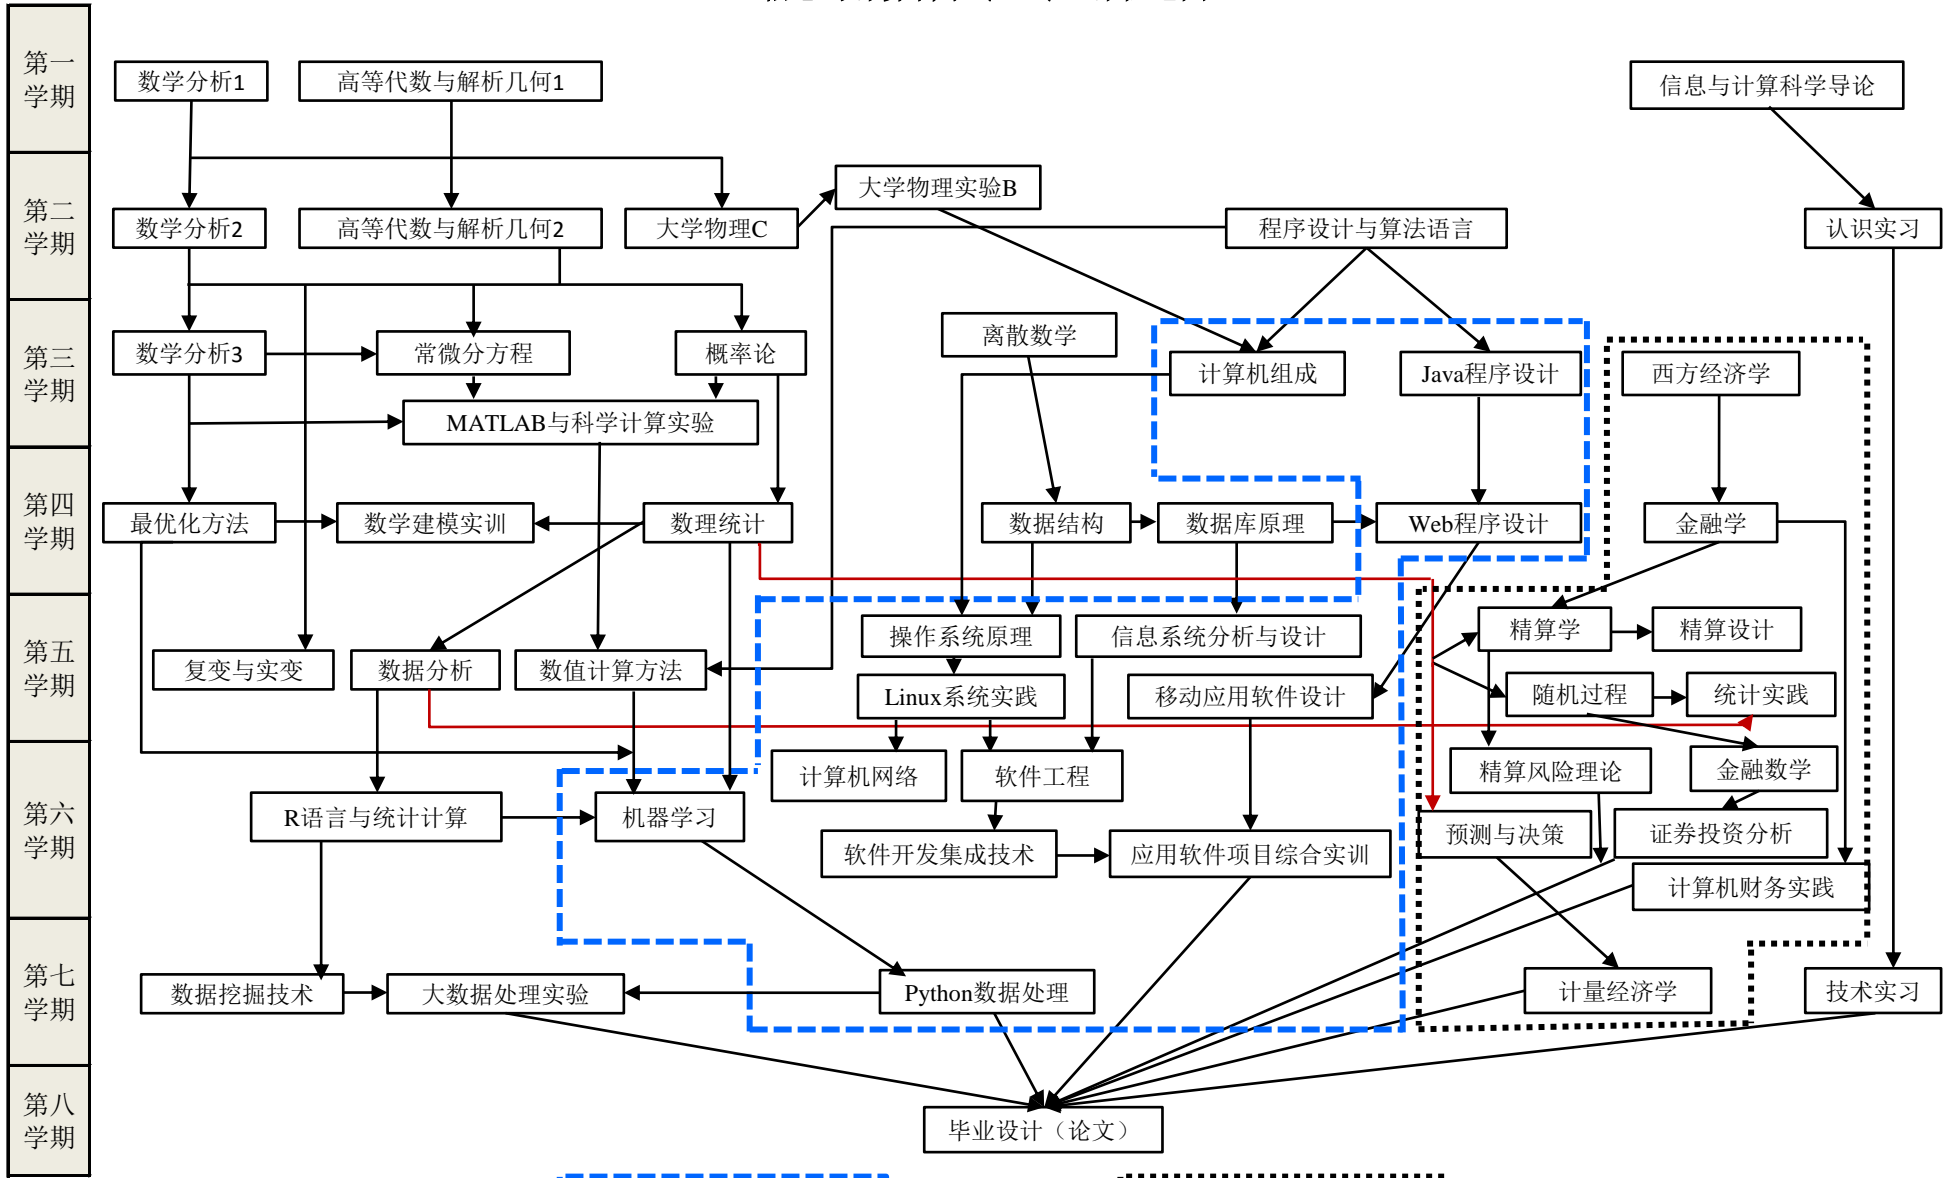 第一
学期
数学分析1
高等代数与解析几何1
信息与计算科学导论
第二
学期
大学物理实验B
数学分析2
高等代数与解析几何2
大学物理C
程序设计与算法语言
认识实习
第三
学期
离散数学
数学分析3
常微分方程
概率论
计算机组成
Java程序设计
西方经济学
MATLAB与科学计算实验
第四
学期
最优化方法
数学建模实训
数理统计
数据结构
数据库原理
Web程序设计
金融学
第五
学期
操作系统原理
信息系统分析与设计
精算学
精算设计
复变与实变
数据分析
数值计算方法
Linux系统实践
移动应用软件设计
随机过程
统计实践
第六
学期
计算机网络
软件工程
精算风险理论
金融数学
R语言与统计计算
机器学习
预测与决策
证券投资分析
软件开发集成技术
应用软件项目综合实训
计算机财务实践
第七
学期
数据挖掘技术
大数据处理实验
Python数据处理
计量经济学
技术实习
第八
学期
毕业设计（论文）